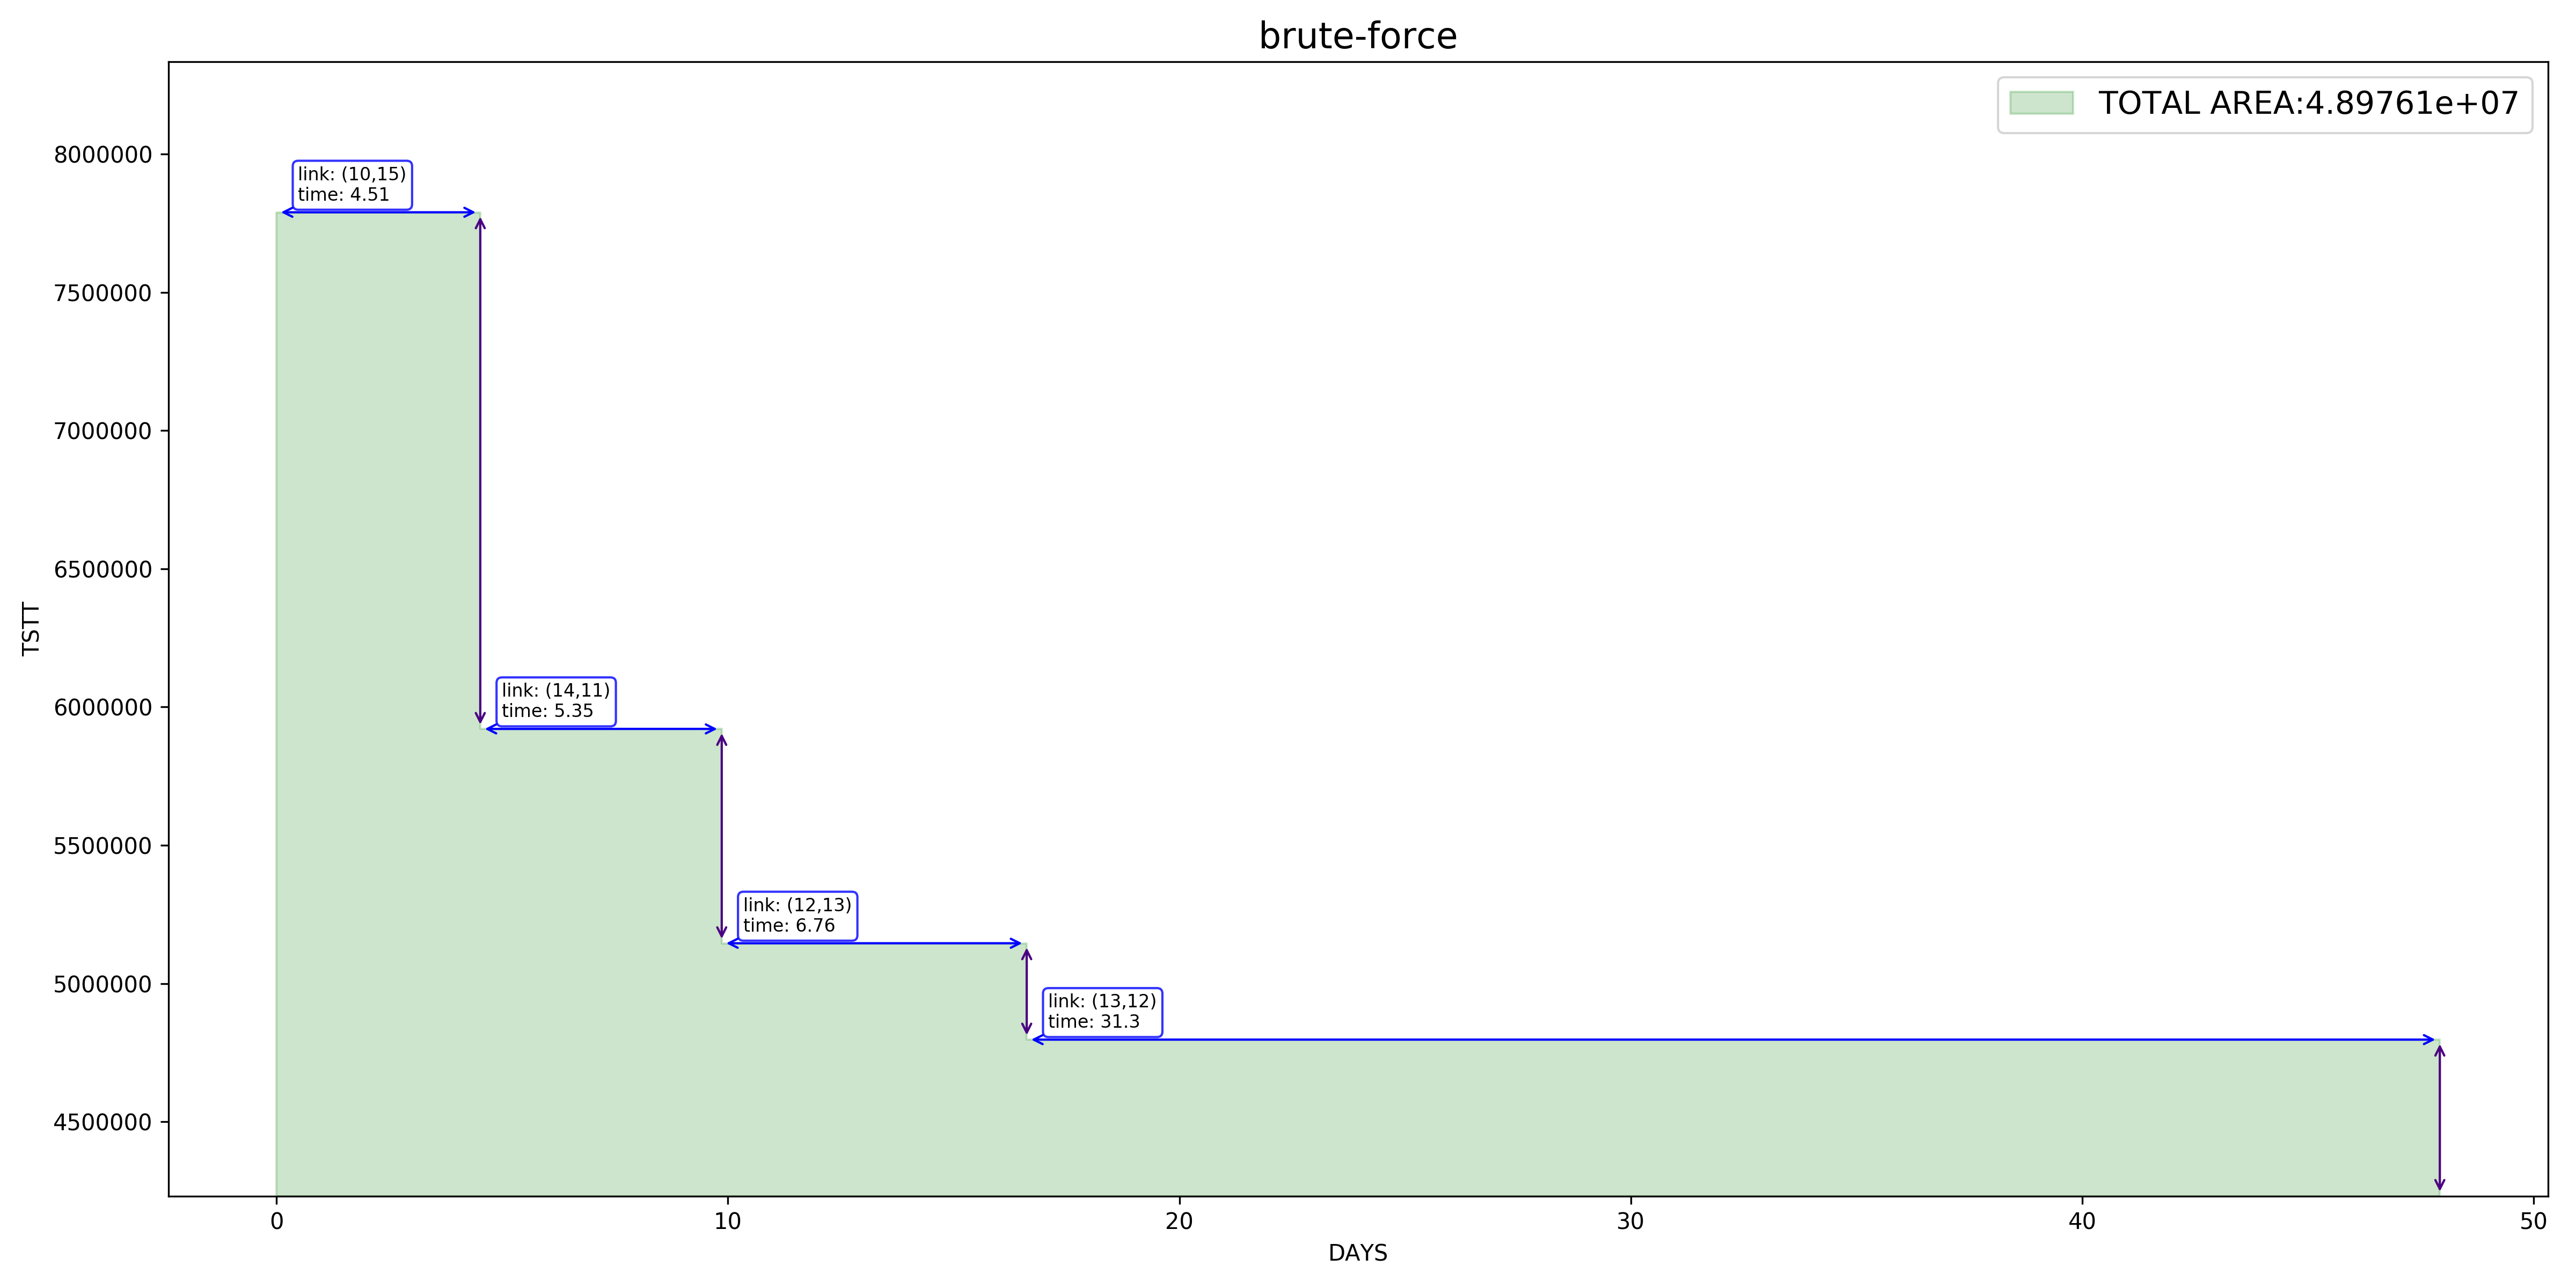 brute-force
TOTAL AREA:4.89761e+07
8000000
7500000
7000000
6500000
6000000
5500000
5000000
4500000
TSTT
link: (10,15)
time: 4.51
link: (14,11)
time: 5.35
link: (12,13)
time: 6.76
link: (13,12)
time: 31.3
0 10 20 30 40 50
DAYS